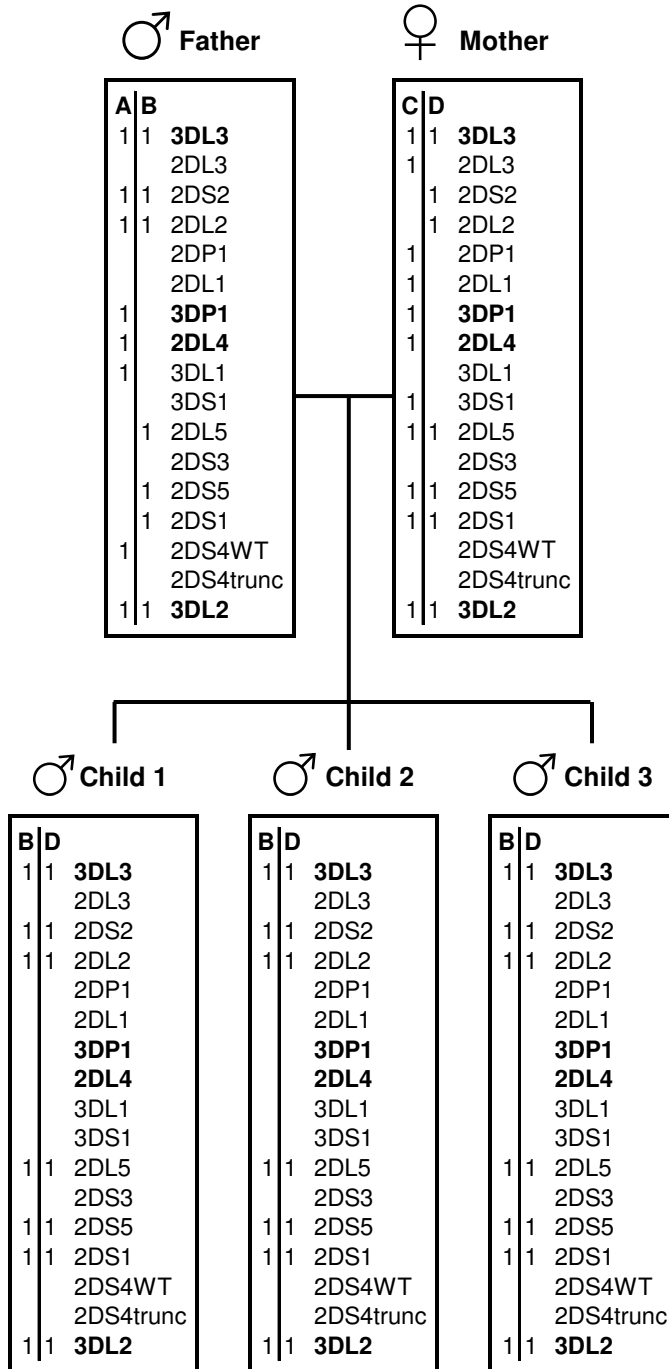 Father
A B
1 1 3DL3
2DL3
1 1 2DS2
1 1 2DL2
2DP1
2DL1
1 3DP1
1 2DL4
1 3DL1
3DS1
1 2DL5
2DS3
1 2DS5
1 2DS1
1 2DS4WT
2DS4trunc
1 1 3DL2
Mother
C D
1 1 3DL3
1 2DL3
1 2DS2
1 2DL2
1 2DP1
1 2DL1
1 3DP1
1 2DL4
3DL1
1 3DS1
1 1 2DL5
2DS3
1 1 2DS5
1 1 2DS1
2DS4WT
2DS4trunc
1 1 3DL2
Child 1
B D
1 1 3DL3
2DL3
1 1 2DS2
1 1 2DL2
2DP1
2DL1
3DP1
2DL4
3DL1
3DS1
1 1 2DL5
2DS3
1 1 2DS5
1 1 2DS1
2DS4WT
2DS4trunc
1 1 3DL2
Child 2
B D
1 1 3DL3
2DL3
1 1 2DS2
1 1 2DL2
2DP1
2DL1
3DP1
2DL4
3DL1
3DS1
1 1 2DL5
2DS3
1 1 2DS5
1 1 2DS1
2DS4WT
2DS4trunc
1 1 3DL2
Child 3
B D
1 1 3DL3
2DL3
1 1 2DS2
1 1 2DL2
2DP1
2DL1
3DP1
2DL4
3DL1
3DS1
1 1 2DL5
2DS3
1 1 2DS5
1 1 2DS1
2DS4WT
2DS4trunc
1 1 3DL2